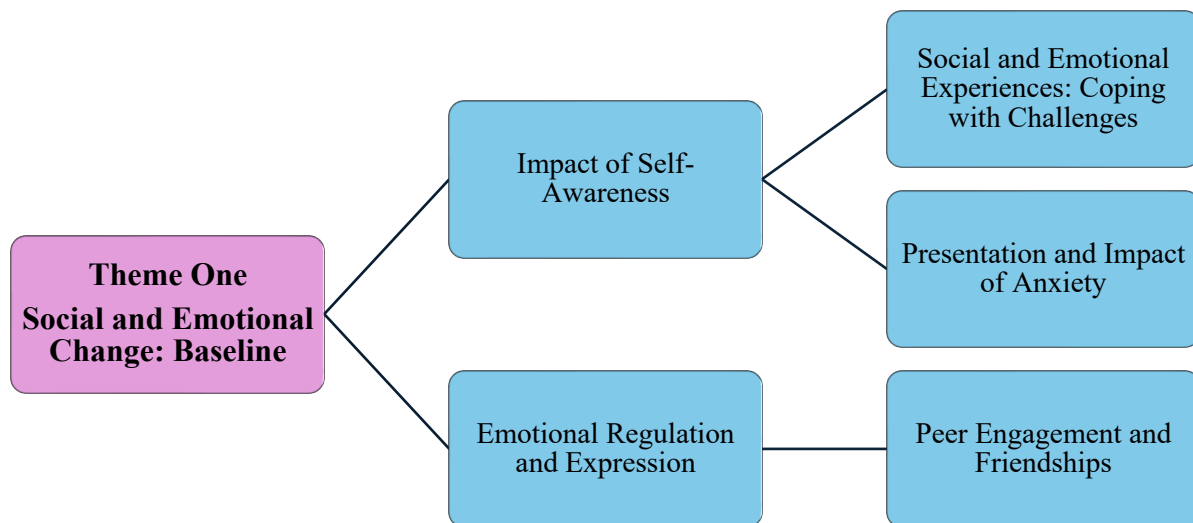 Theme One
Social and Emotional
Change: Baseline
Impact of Self-
Awareness
Social and Emotional
Experiences: Coping
with Challenges
Presentation and Impact
of Anxiety
Emotional Regulation
and Expression
Peer Engagement and
Friendships